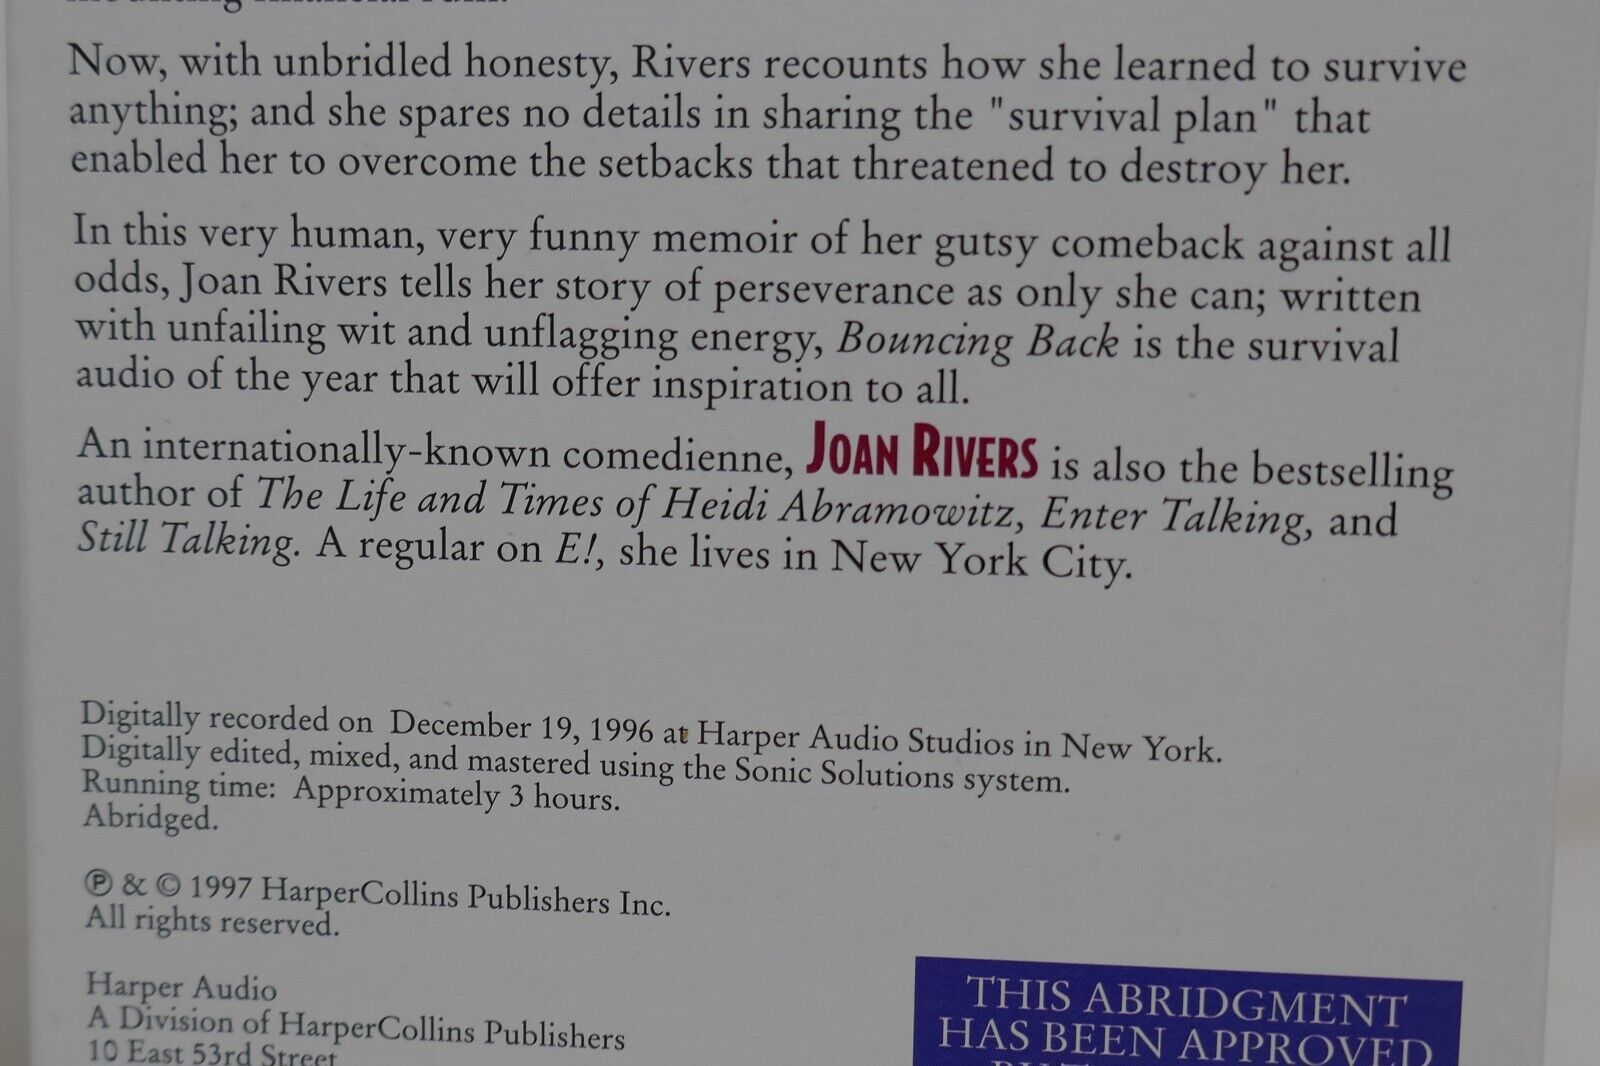 Now, with unbridled honesty, Rivers recounts how she learned to survive
anything; and she spares no details in sharing the "survival plan" that
enabled her to overcome the setbacks that threatened to destroy her.
In this very human, very funny memoir of her gutsy comeback against all
odds, Joan Rivers tells her story of perseverance as only she can; written
with unfailing wit and unflagging energy, Bouncing Back is the survival
audio of the year that will offer inspiration to all.
An internationally-known comedienne, JOAN RIVERS is also the bestselling
author of The Life and Times of Heidi Abramowitz, Enter Talking, and
Still Talking. A regular on E!, she lives in New York City.
Digitally recorded on December 19, 1996 at Harper Audio Studios in New York.
Digitally edited, mixed, and mastered using the Sonic Solutions system.
Running time: Approximately 3 hours.
Abridged.
Ⓟ & © 1997 HarperCollins Publishers Inc.
All rights reserved.
Harper Audio
A Division of HarperCollins Publishers
10 East 53rd Street
THIS ABRIDGMENT
HAS BEEN APPROVED